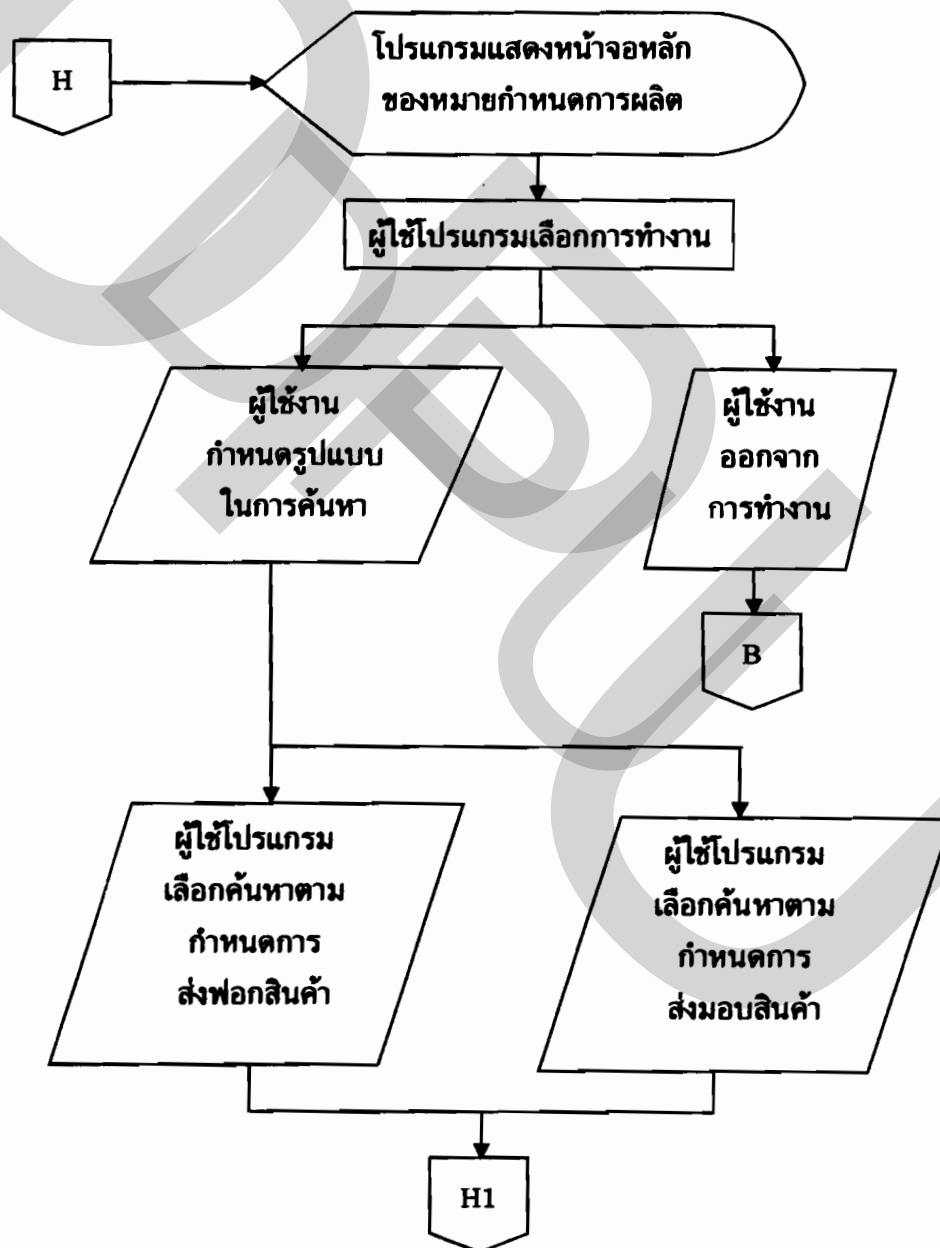 H
โปรแกรมแสดงหน้าจอหลัก
ของหมายกำหนดการผลิต
ผู้ใช้โปรแกรมเลือกการทำงาน
ผู้ใช้งาน
กำหนดรูปแบบ
ในการค้นหา
ผู้ใช้งาน
ออกจาก
การทำงาน
B
ผู้ใช้โปรแกรม
เลือกค้นหาตาม
กำหนดการ
ส่งฟอกสินค้า
ผู้ใช้โปรแกรม
เลือกค้นหาตาม
กำหนดการ
ส่งมอบสินค้า
H1